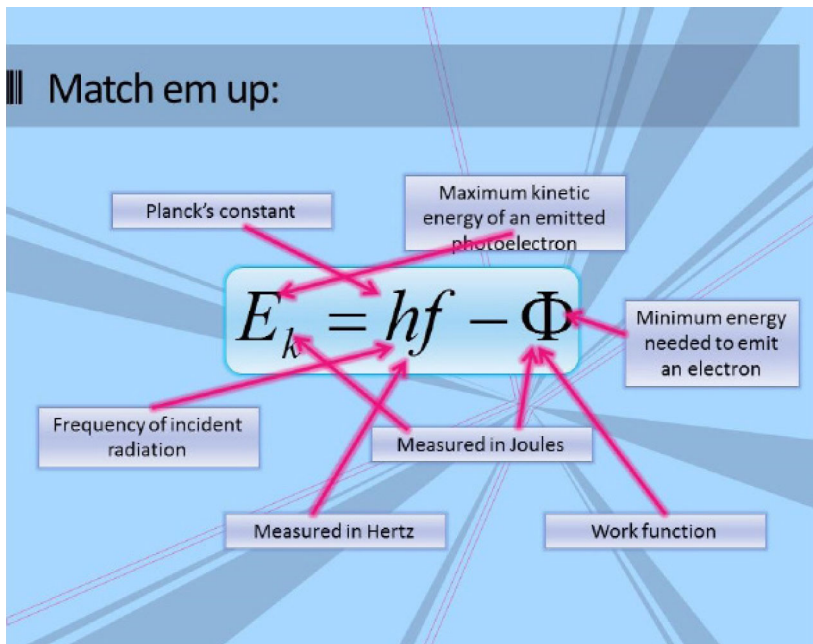 Match em up:
Planck's constant
Maximum kinetic
energy of an emitted
photoelectron
E_k = hf − Φ
Minimum energy
needed to emit
an electron
Frequency of incident
radiation
Measured in Joules
Measured in Hertz
Work function